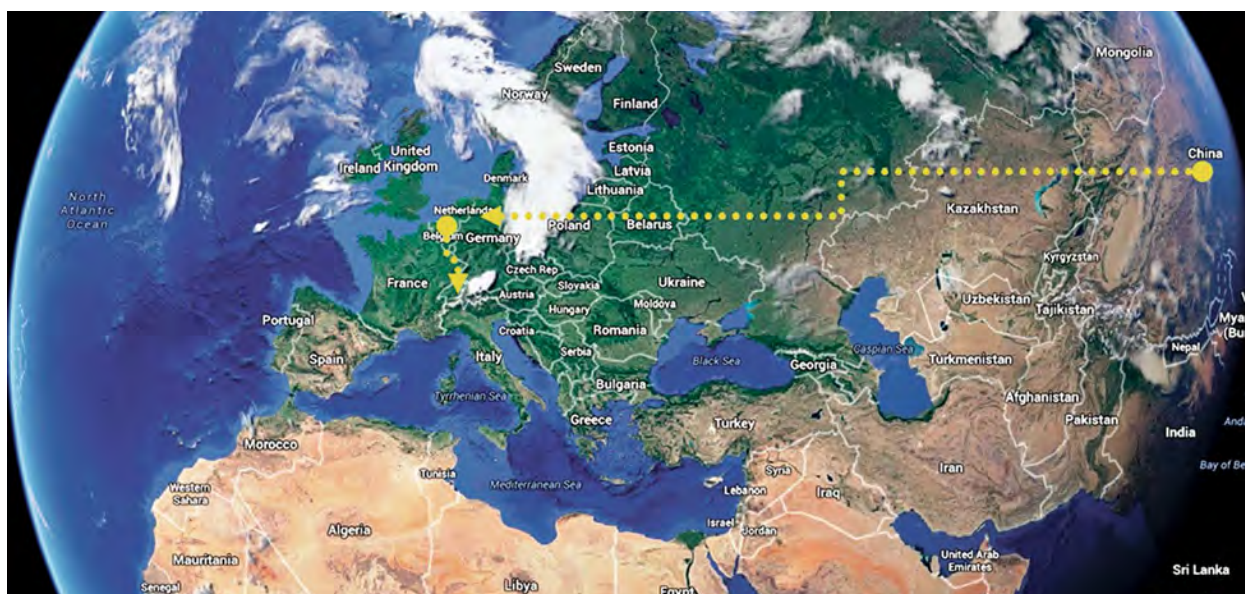 Mongolia
Sweden
Norway
Finland
Estonia
United
Kingdom
Ireland
Latvia
Denmark
Lithuania
China
North
Atlantic
Ocean
Netherlands
Kazakhstan
Poland
Belarus
Germany
Kyrgyzstan
France
Czech Rep
Slovakia
Ukraine
Austria
Hungary
Moldova
Uzbekistan
Tajikistan
Portugal
Croatia
Romania
Spain
Italy
Serbia
Black Sea
Caspian Sea
Georgia
Turkmenistan
Nepal
Tyrrhenian Sea
Bulgaria
Afghanistan
Greece
Turkey
Pakistan
India
Morocco
Tunisia
Syria
Iran
Western
Sahara
Mediterranean Sea
Lebanon
Iraq
Algeria
Israel
Jordan
Mauritania
United Arab
Emirates
Senegal
Libya
Egypt
Sri Lanka